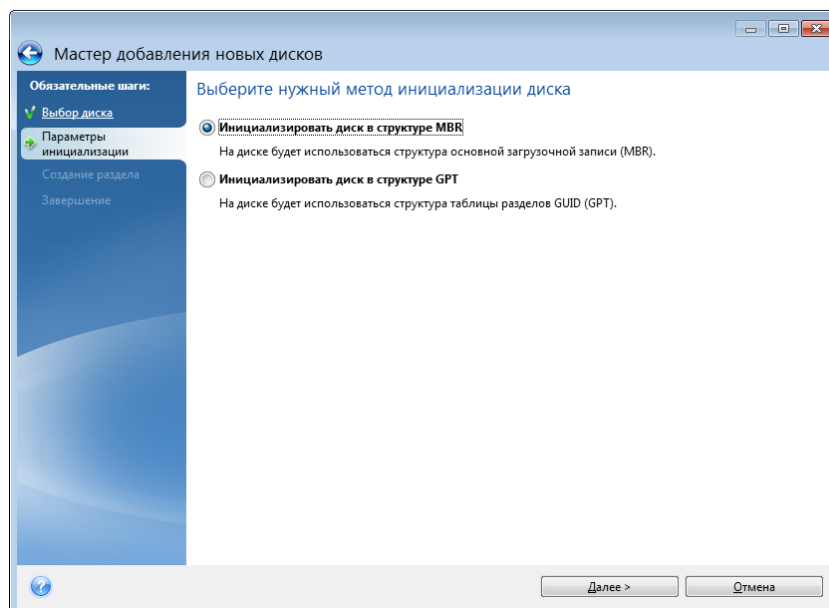 Мастер добавления новых дисков
Обязательные шаги:
Выбор диска
Параметры
инициализации
Создание раздела
Завершение
Выберите нужный метод инициализации диска
Инициализировать диск в структуре MBR
На диске будет использоваться структура основной загрузочной записи (MBR).
Инициализировать диск в структуре GPT
На диске будет использоваться структура таблицы разделов GUID (GPT).
Далее >
Отмена